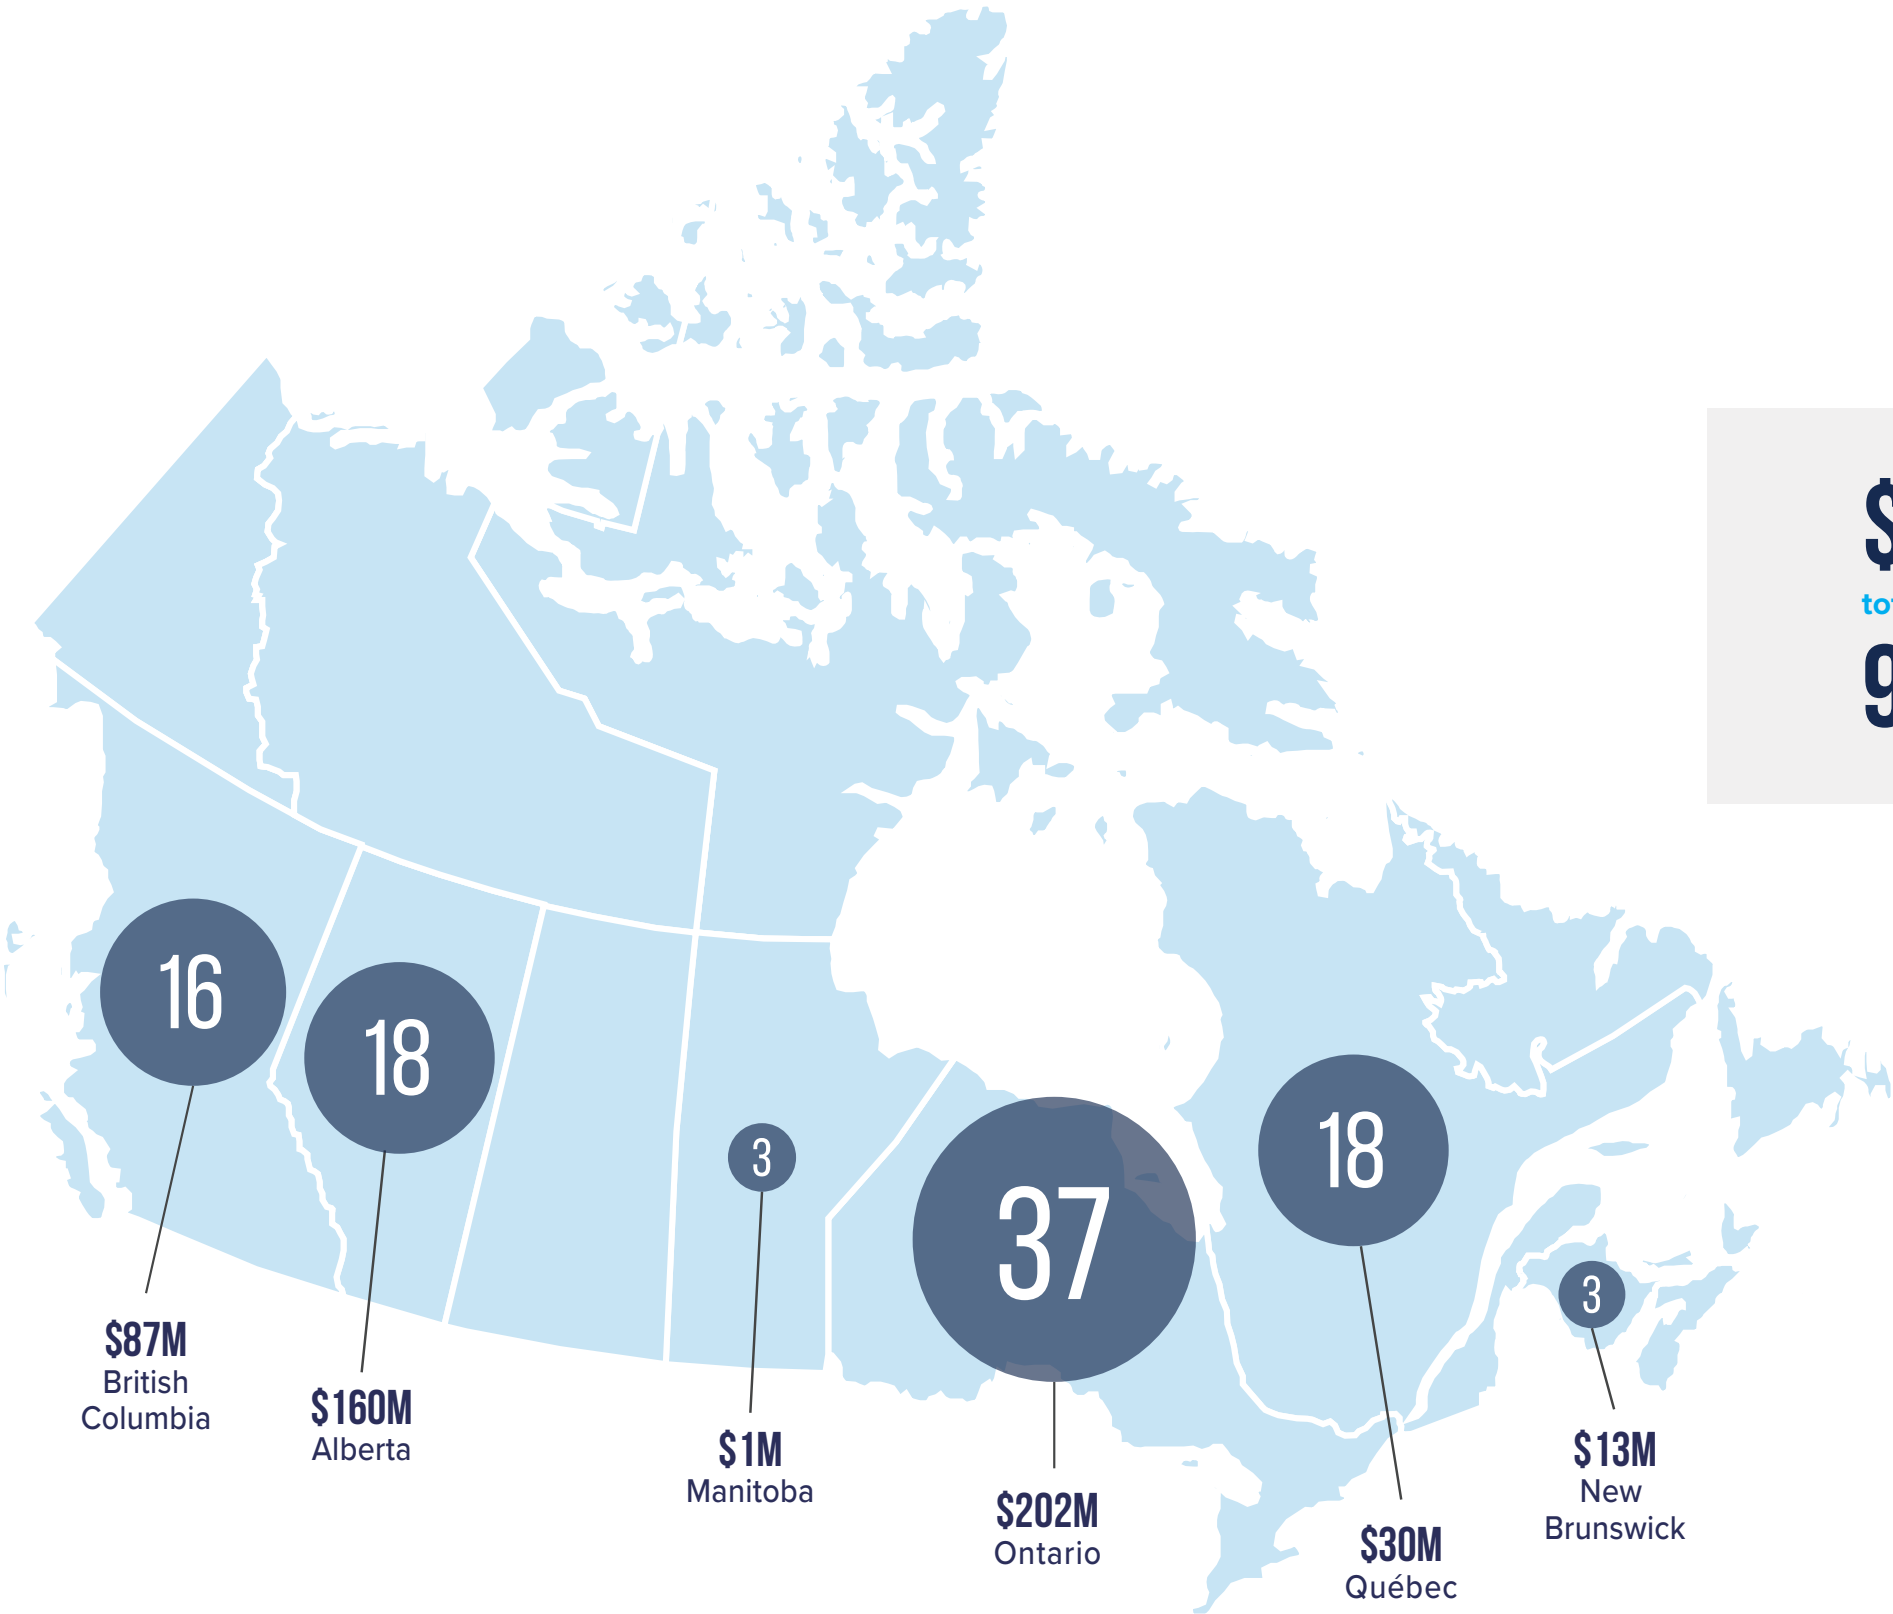 $
9
16
18
3
37
18
3
$87M
British
Columbia
$160M
Alberta
$1M
Manitoba
$202M
Ontario
$30M
Québec
$13M
New
Brunswick